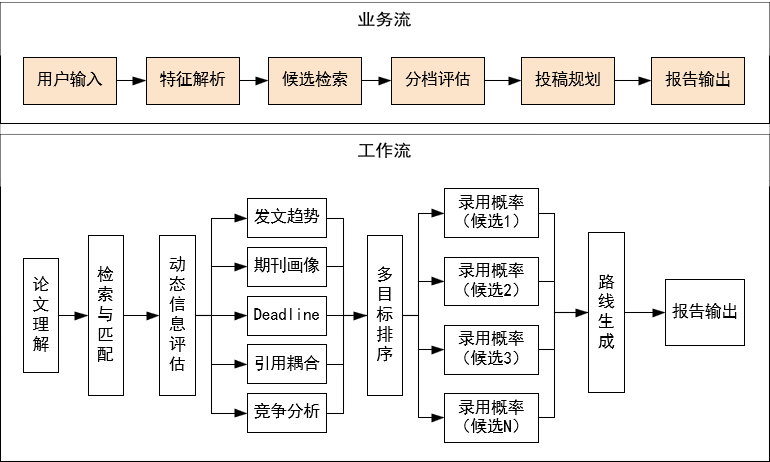 业务流
用户输入
特征解析
候选检索
分档评估
投稿规划
报告输出
工作流
论文理解
检索与匹配
动态信息评估
发文趋势
期刊画像
Deadline
引用耦合
竞争分析
多目标排序
录用概率
（候选1）
录用概率
（候选2）
录用概率
（候选3）
录用概率
（候选N）
路线生成
报告输出